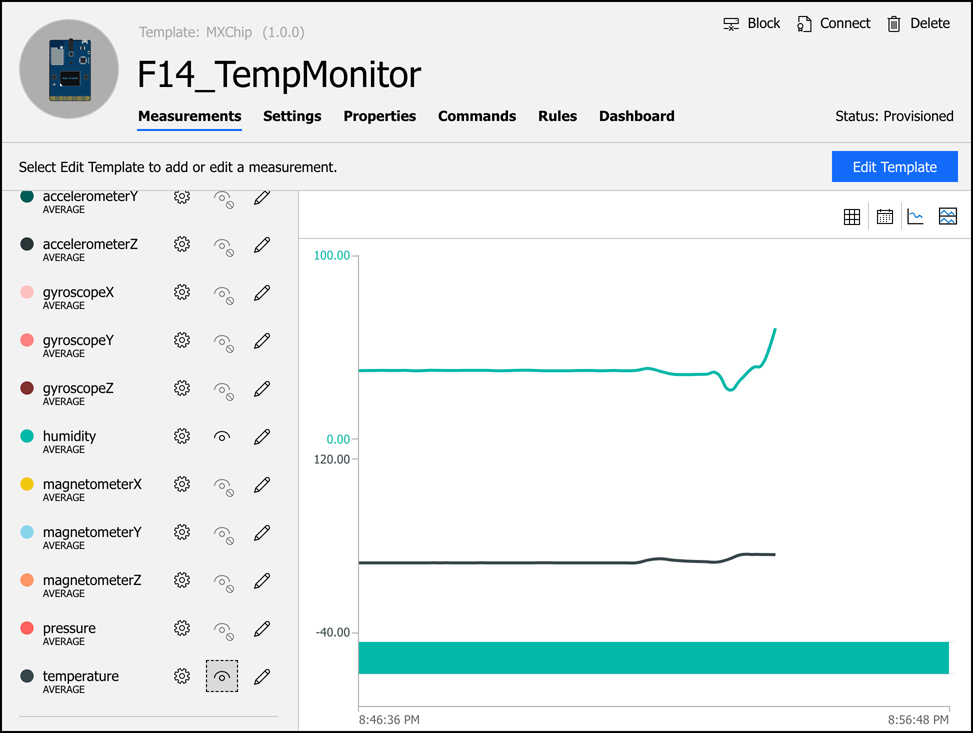 Template: MXChip (1.0.0)
Block Connect Delete
F14_TempMonitor
Measurements Settings Properties Commands Rules Dashboard
Status: Provisioned
Select Edit Template to add or edit a measurement.
Edit Template
accelerometerY
AVERAGE
accelerometerZ
AVERAGE
gyroscopeX
AVERAGE
gyroscopeY
AVERAGE
gyroscopeZ
AVERAGE
humidity
AVERAGE
magnetometerX
AVERAGE
magnetometerY
AVERAGE
magnetometerZ
AVERAGE
pressure
AVERAGE
temperature
AVERAGE
100.00
0.00
120.00
-40.00
8:46:36 PM 8:56:48 PM